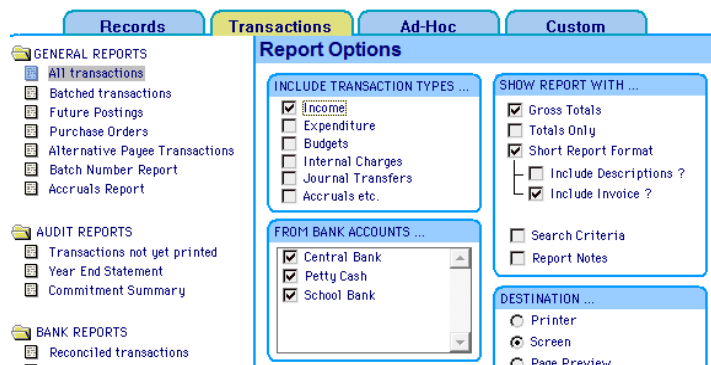 Records
Transactions
Ad-Hoc
Custom
GENERAL REPORTS
All transactions
Batched transactions
Future Postings
Purchase Orders
Alternative Payee Transactions
Batch Number Report
Accruals Report
AUDIT REPORTS
Transactions not yet printed
Year End Statement
Commitment Summary
BANK REPORTS
Reconciled transactions
Report Options
INCLUDE TRANSACTION TYPES ...
Income
Expenditure
Budgets
Internal Charges
Journal Transfers
Accruals etc.
FROM BANK ACCOUNTS ...
Central Bank
Petty Cash
School Bank
SHOW REPORT WITH ...
Gross Totals
Totals Only
Short Report Format
Include Descriptions ?
Include Invoice ?
Search Criteria
Report Notes
DESTINATION ...
Printer
Screen
Page Preview